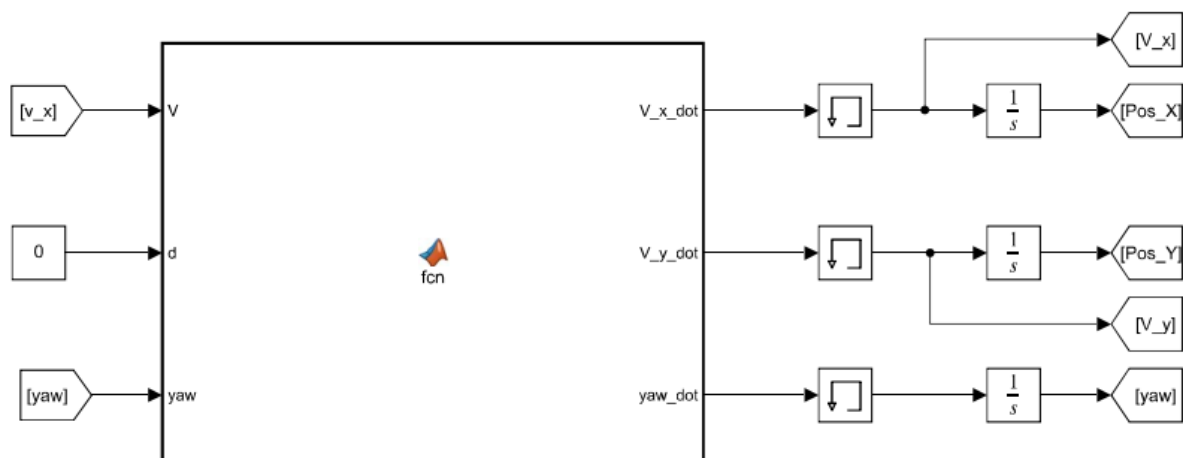 [V_x]
[v_x]
V
V_x_dot
1
s
[Pos_X]
0
d
fcn
V_y_dot
1
s
[Pos_Y]
[V_y]
[yaw]
yaw
yaw_dot
1
s
[yaw]